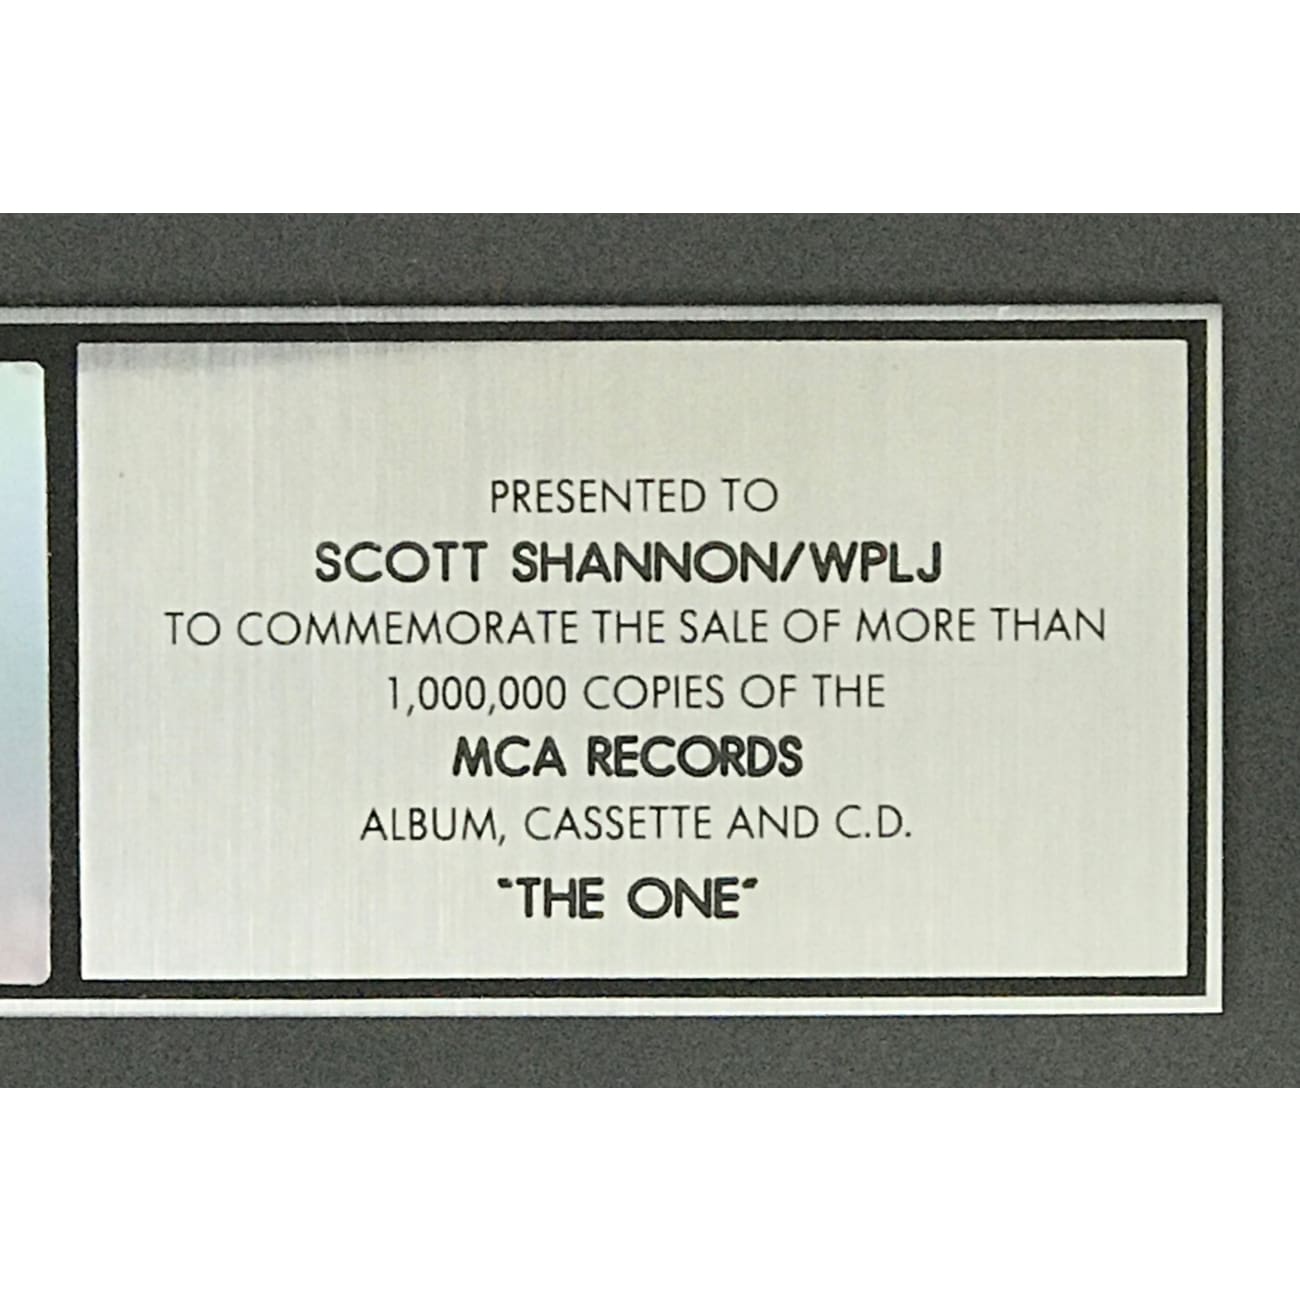 PRESENTED TO
SCOTT SHANNON/WPLJ
TO COMMEMORATE THE SALE OF MORE THAN
1,000,000 COPIES OF THE
MCA RECORDS
ALBUM, CASSETTE AND C.D.
"THE ONE"